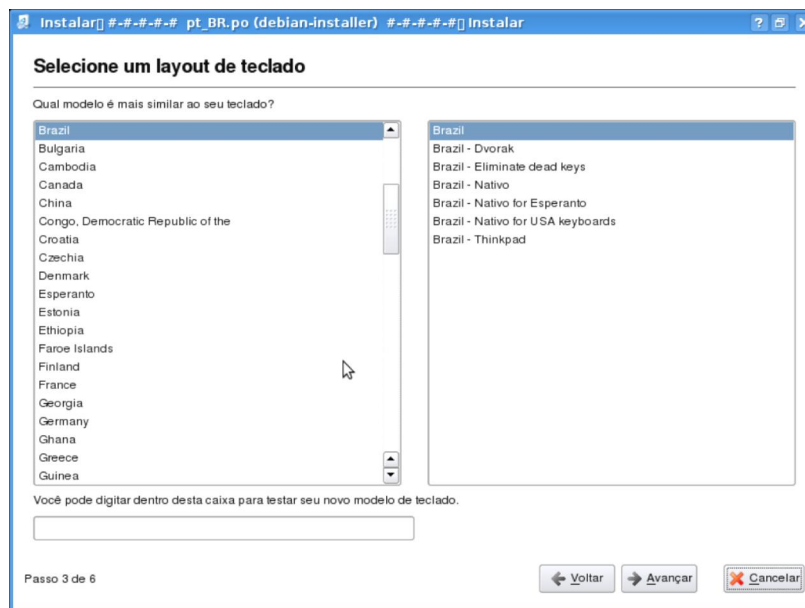 Instalar▯ #-#-#-#-# pt_BR.po (debian-installer) #-#-#-#-#▯ Instalar
Selecione um layout de teclado
Qual modelo é mais similar ao seu teclado?
Brazil
Bulgaria
Cambodia
Canada
China
Congo, Democratic Republic of the
Croatia
Czechia
Denmark
Esperanto
Estonia
Ethiopia
Faroe Islands
Finland
France
Georgia
Germany
Ghana
Greece
Guinea
Brazil
Brazil - Dvorak
Brazil - Eliminate dead keys
Brazil - Nativo
Brazil - Nativo for Esperanto
Brazil - Nativo for USA keyboards
Brazil - Thinkpad
Você pode digitar dentro desta caixa para testar seu novo modelo de teclado.
Passo 3 de 6
Voltar
Avançar
Cancelar